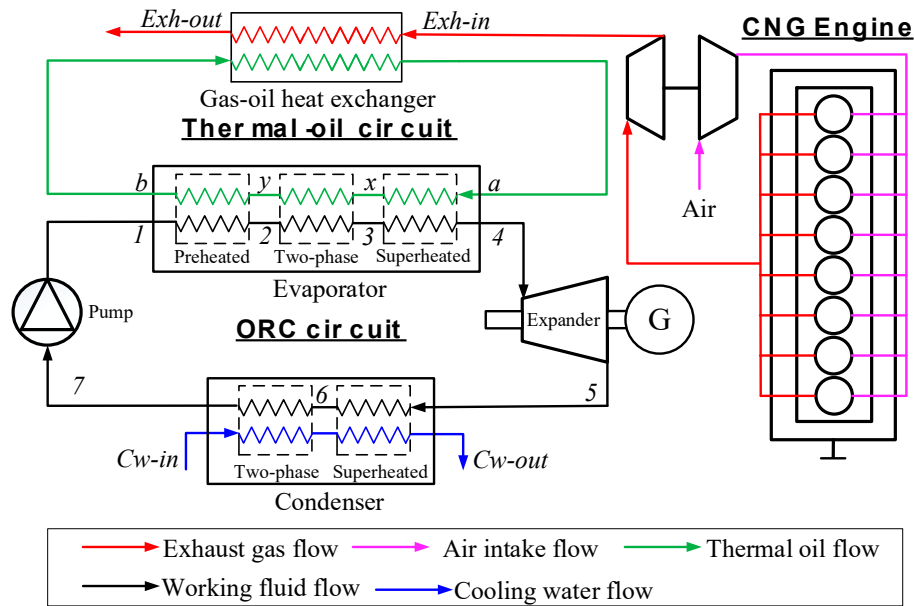 Exh-out
Exh-in
CNG Engine
Gas-oil heat exchanger
Thermal-oil circuit
b
y
x
a
Air
1
2
3
4
Preheated
Two-phase
Superheated
Evaporator
Pump
Expander
G
ORC circuit
7
6
5
Cw-in
Two-phase
Superheated
Cw-out
Condenser
Exhaust gas flow
Air intake flow
Thermal oil flow
Working fluid flow
Cooling water flow